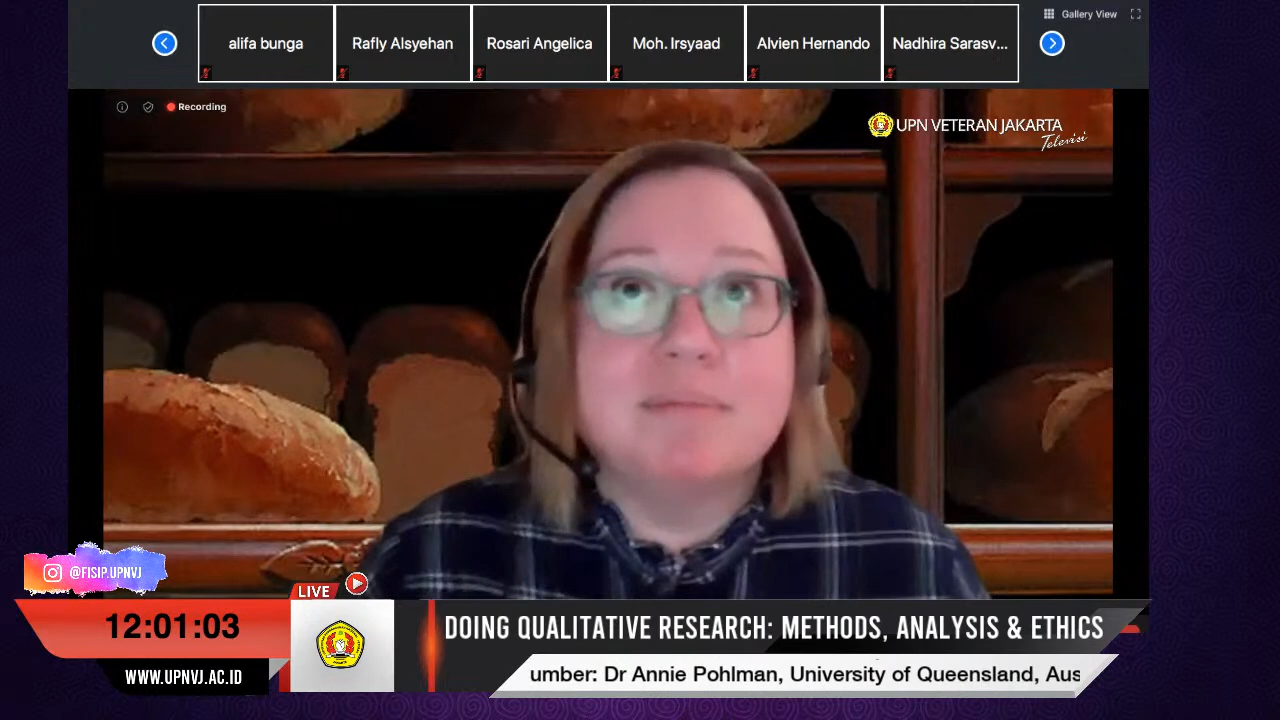 Gallery View
alifa bunga
Rafly Alsyehan
Rosari Angelica
Moh. Irsyaad
Alvien Hernando
Nadhira Sarasv...
Recording
UPN VETERAN JAKARTA
Televisi
@FISIP.UPNVJ
LIVE
12:01:03
DOING QUALITATIVE RESEARCH: METHODS, ANALYSIS & ETHICS
WWW.UPNVJ.AC.ID
umber: Dr Annie Pohlman, University of Queensland, Aus